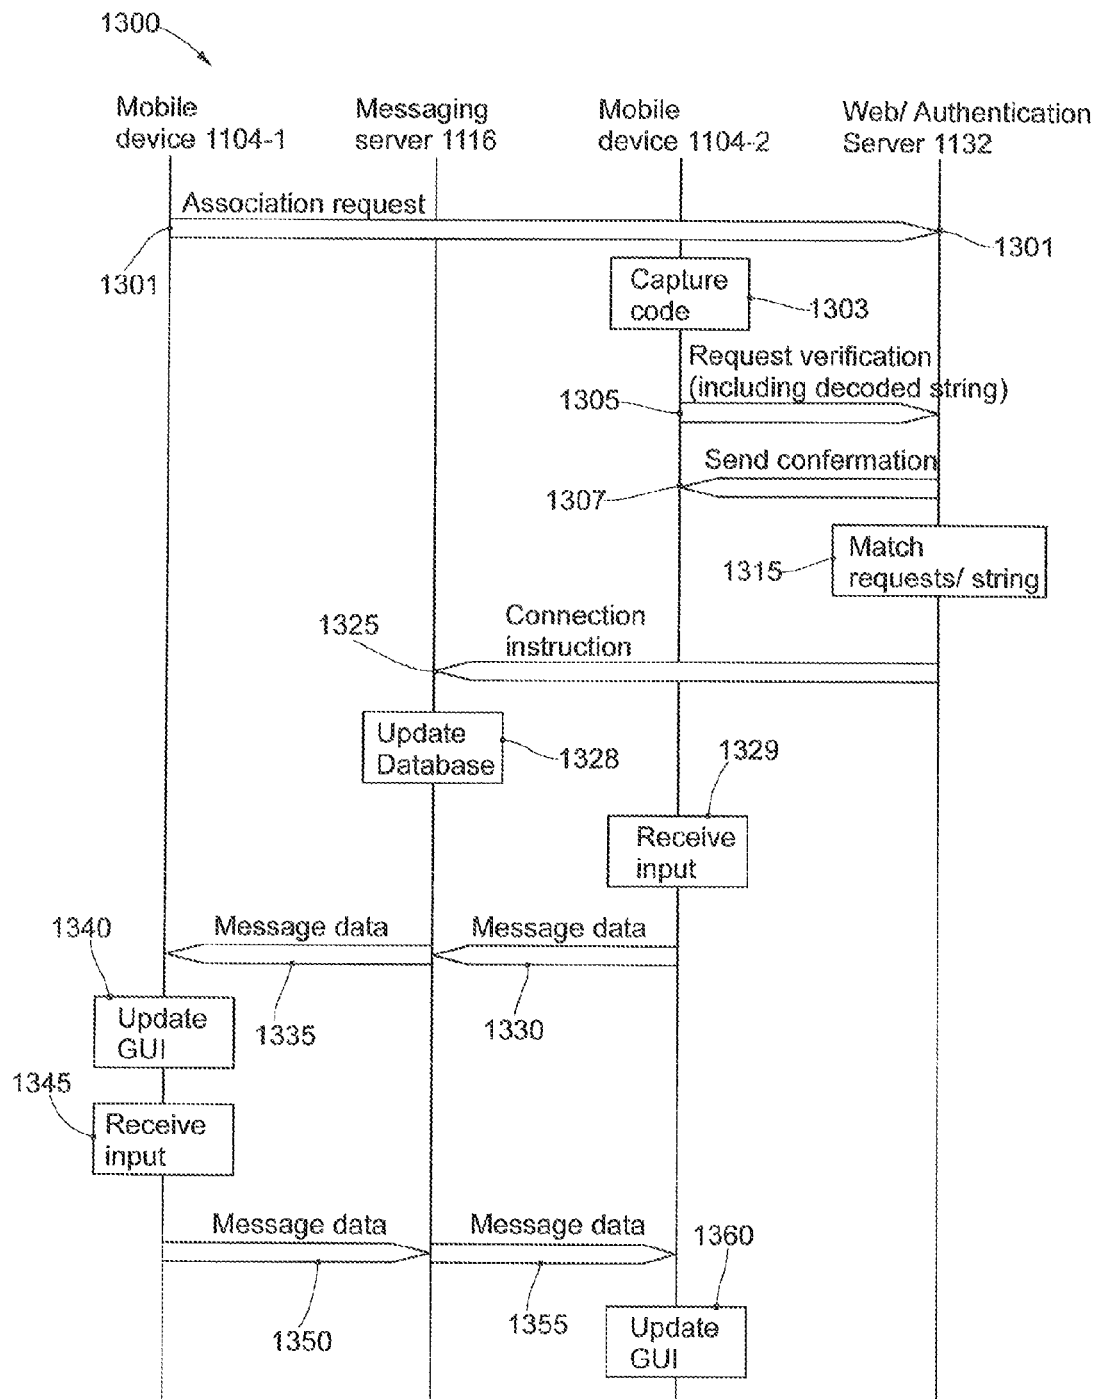 1300
Mobile
device 1104-1
Messaging
server 1116
Mobile
device 1104-2
Web/ Authentication
Server 1132
Association request
1301
1301
Capture
code
1303
Request verification
(including decoded string)
1305
Send confermation
1307
Match
requests/ string
1315
Connection
instruction
1325
Update
Database
1328
1329
Receive
input
Message data
Message data
1340
1335
1330
Update
GUI
1345
Receive
input
Message data
Message data
1350
1355
1360
Update
GUI